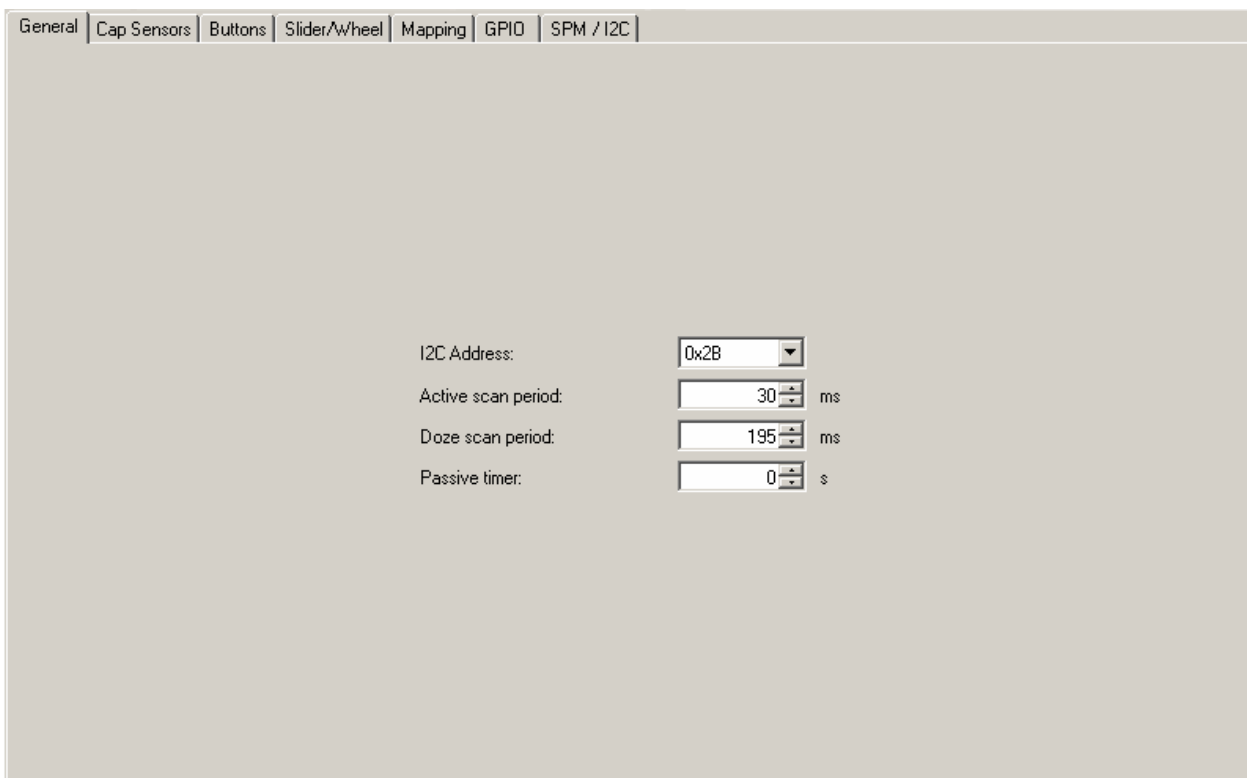 General Cap Sensors Buttons Slider/Wheel Mapping GPIO SPM / I2C
I2C Address: 0x2B
Active scan period: 30 ms
Doze scan period: 195 ms
Passive timer: 0 s